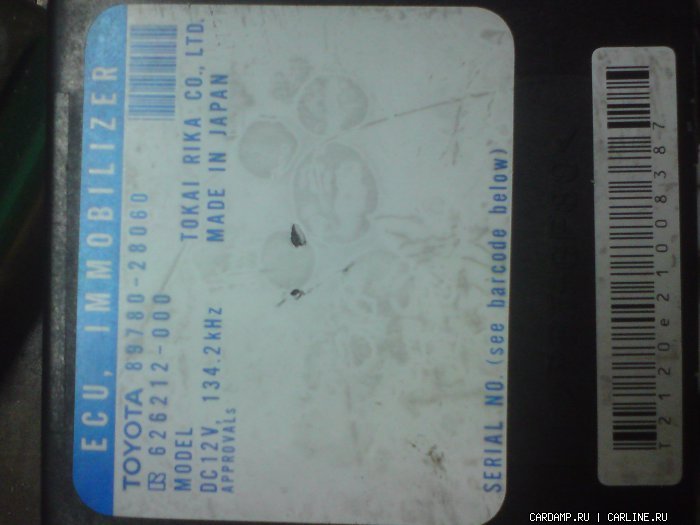 ECU, IMMOBILIZER
TOYOTA 89780-28060
626212-000 TOKAI RIKA CO., LTD.
MODEL MADE IN JAPAN
DC12V, 134.2kHz
APPROVALs
SERIAL NO. (see barcode below)
T2120e21008387
CARDAMP.RU | CARLINE.RU